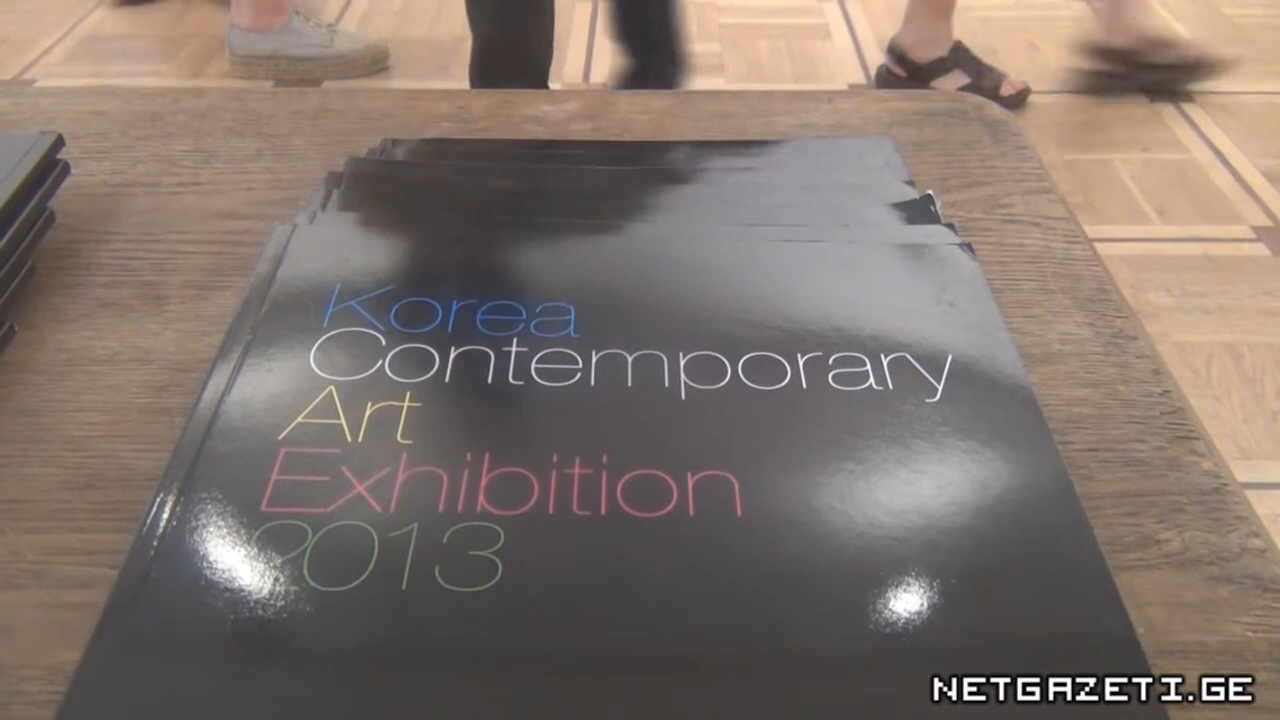 Korea
Contemporary
Art
Exhibition
2013
NETGAZETI.GE